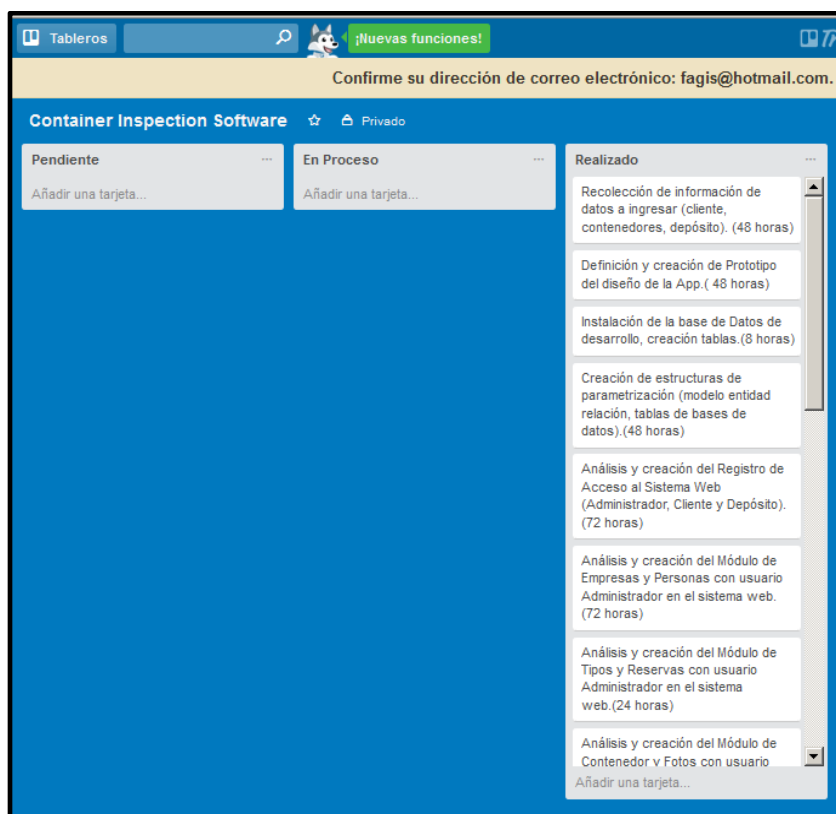 Tableros
¡Nuevas funciones!
Confirme su dirección de correo electrónico: fagis@hotmail.com.
Container Inspection Software
Privado
Pendiente
Añadir una tarjeta...
En Proceso
Añadir una tarjeta...
Realizado
Recolección de información de
datos a ingresar (cliente,
contenedores, depósito). (48 horas)
Definición y creación de Prototipo
del diseño de la App.( 48 horas)
Instalación de la base de Datos de
desarrollo, creación tablas.(8 horas)
Creación de estructuras de
parametrización (modelo entidad
relación, tablas de bases de
datos).(48 horas)
Análisis y creación del Registro de
Acceso al Sistema Web
(Administrador, Cliente y Depósito).
(72 horas)
Análisis y creación del Módulo de
Empresas y Personas con usuario
Administrador en el sistema web.
(72 horas)
Análisis y creación del Módulo de
Tipos y Reservas con usuario
Administrador en el sistema
web.(24 horas)
Análisis y creación del Módulo de
Contenedor y Fotos con usuario
Añadir una tarjeta...